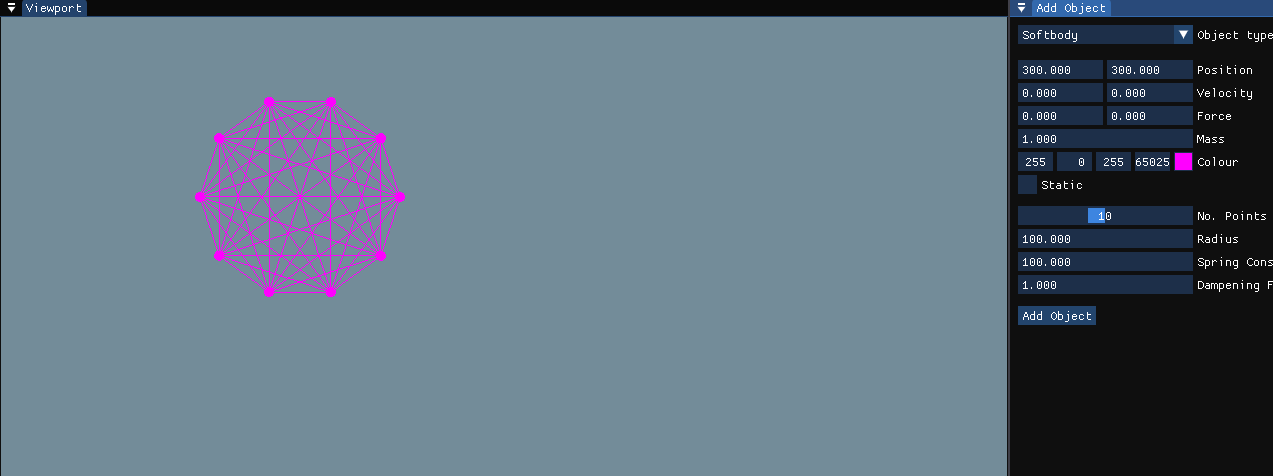 Viewport
Add Object
Softbody Object type
300.000 300.000 Position
0.000 0.000 Velocity
0.000 0.000 Force
1.000 Mass
255 0 255 65025 Colour
Static
10 No. Points
100.000 Radius
100.000 Spring Cons
1.000 Dampening F
Add Object